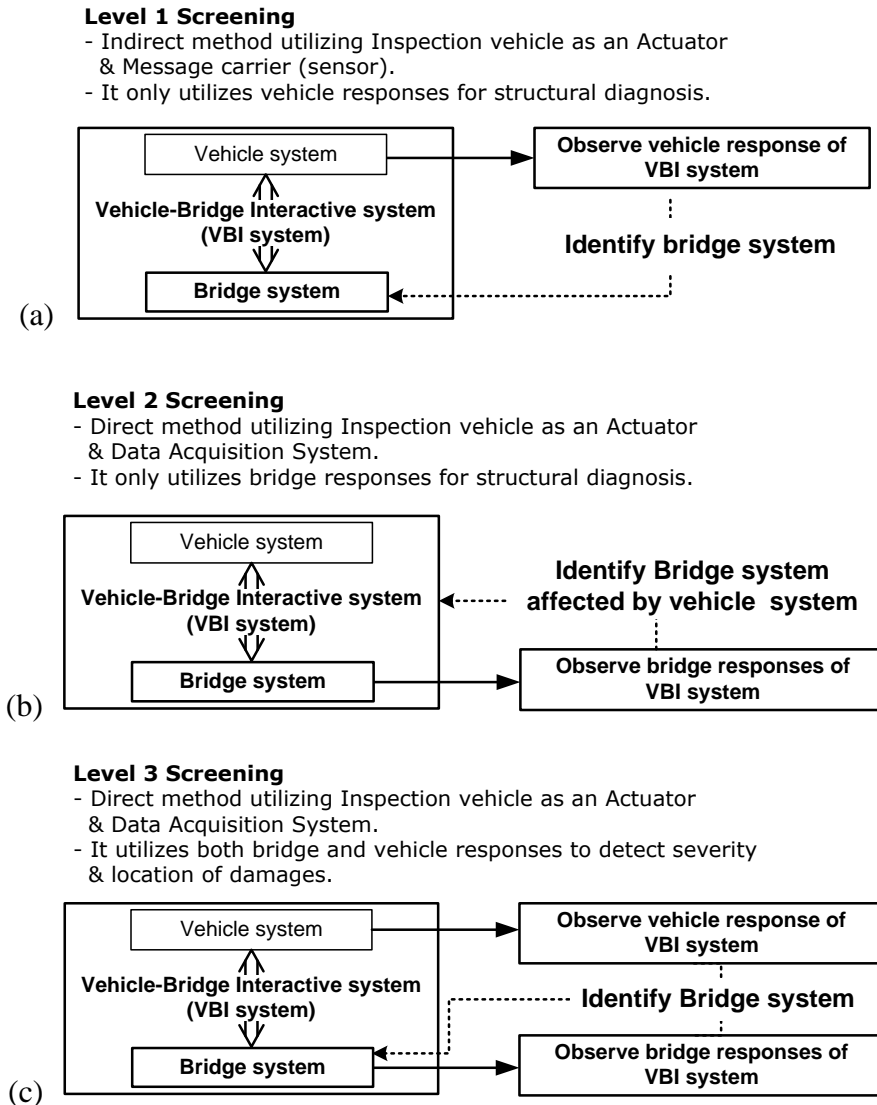 Level 1 Screening
- Indirect method utilizing Inspection vehicle as an Actuator
& Message carrier (sensor).
- It only utilizes vehicle responses for structural diagnosis.
Vehicle system
Observe vehicle response of
VBI system
Vehicle-Bridge Interactive system
(VBI system)
Identify bridge system
Bridge system
(a)
Level 2 Screening
- Direct method utilizing Inspection vehicle as an Actuator
& Data Acquisition System.
- It only utilizes bridge responses for structural diagnosis.
Vehicle system
Identify Bridge system
affected by vehicle system
Vehicle-Bridge Interactive system
(VBI system)
Bridge system
Observe bridge responses of
VBI system
(b)
Level 3 Screening
- Direct method utilizing Inspection vehicle as an Actuator
& Data Acquisition System.
- It utilizes both bridge and vehicle responses to detect severity
& location of damages.
Vehicle system
Observe vehicle response of
VBI system
Vehicle-Bridge Interactive system
(VBI system)
Identify Bridge system
Bridge system
Observe bridge responses of
VBI system
(c)